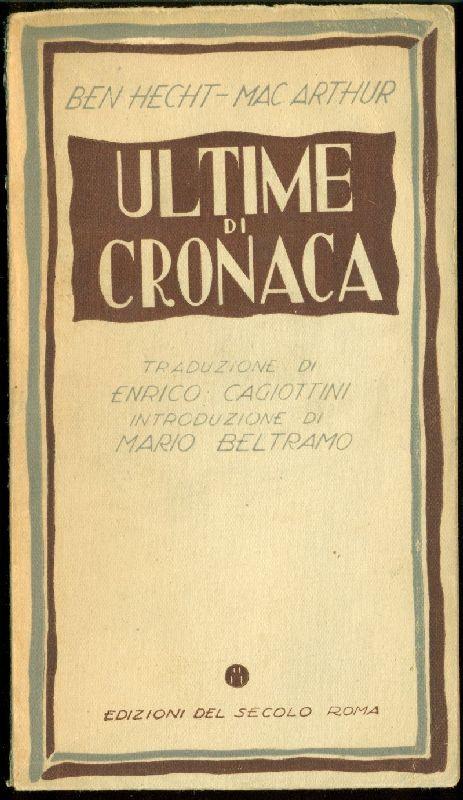 BEN HECHT - MAC ARTHUR
ULTIME
DI
CRONACA
TRADUZIONE DI
ENRICO CAGIOTTINI
INTRODUZIONE DI
MARIO BELTRAMO
EDIZIONI DEL SECOLO ROMA